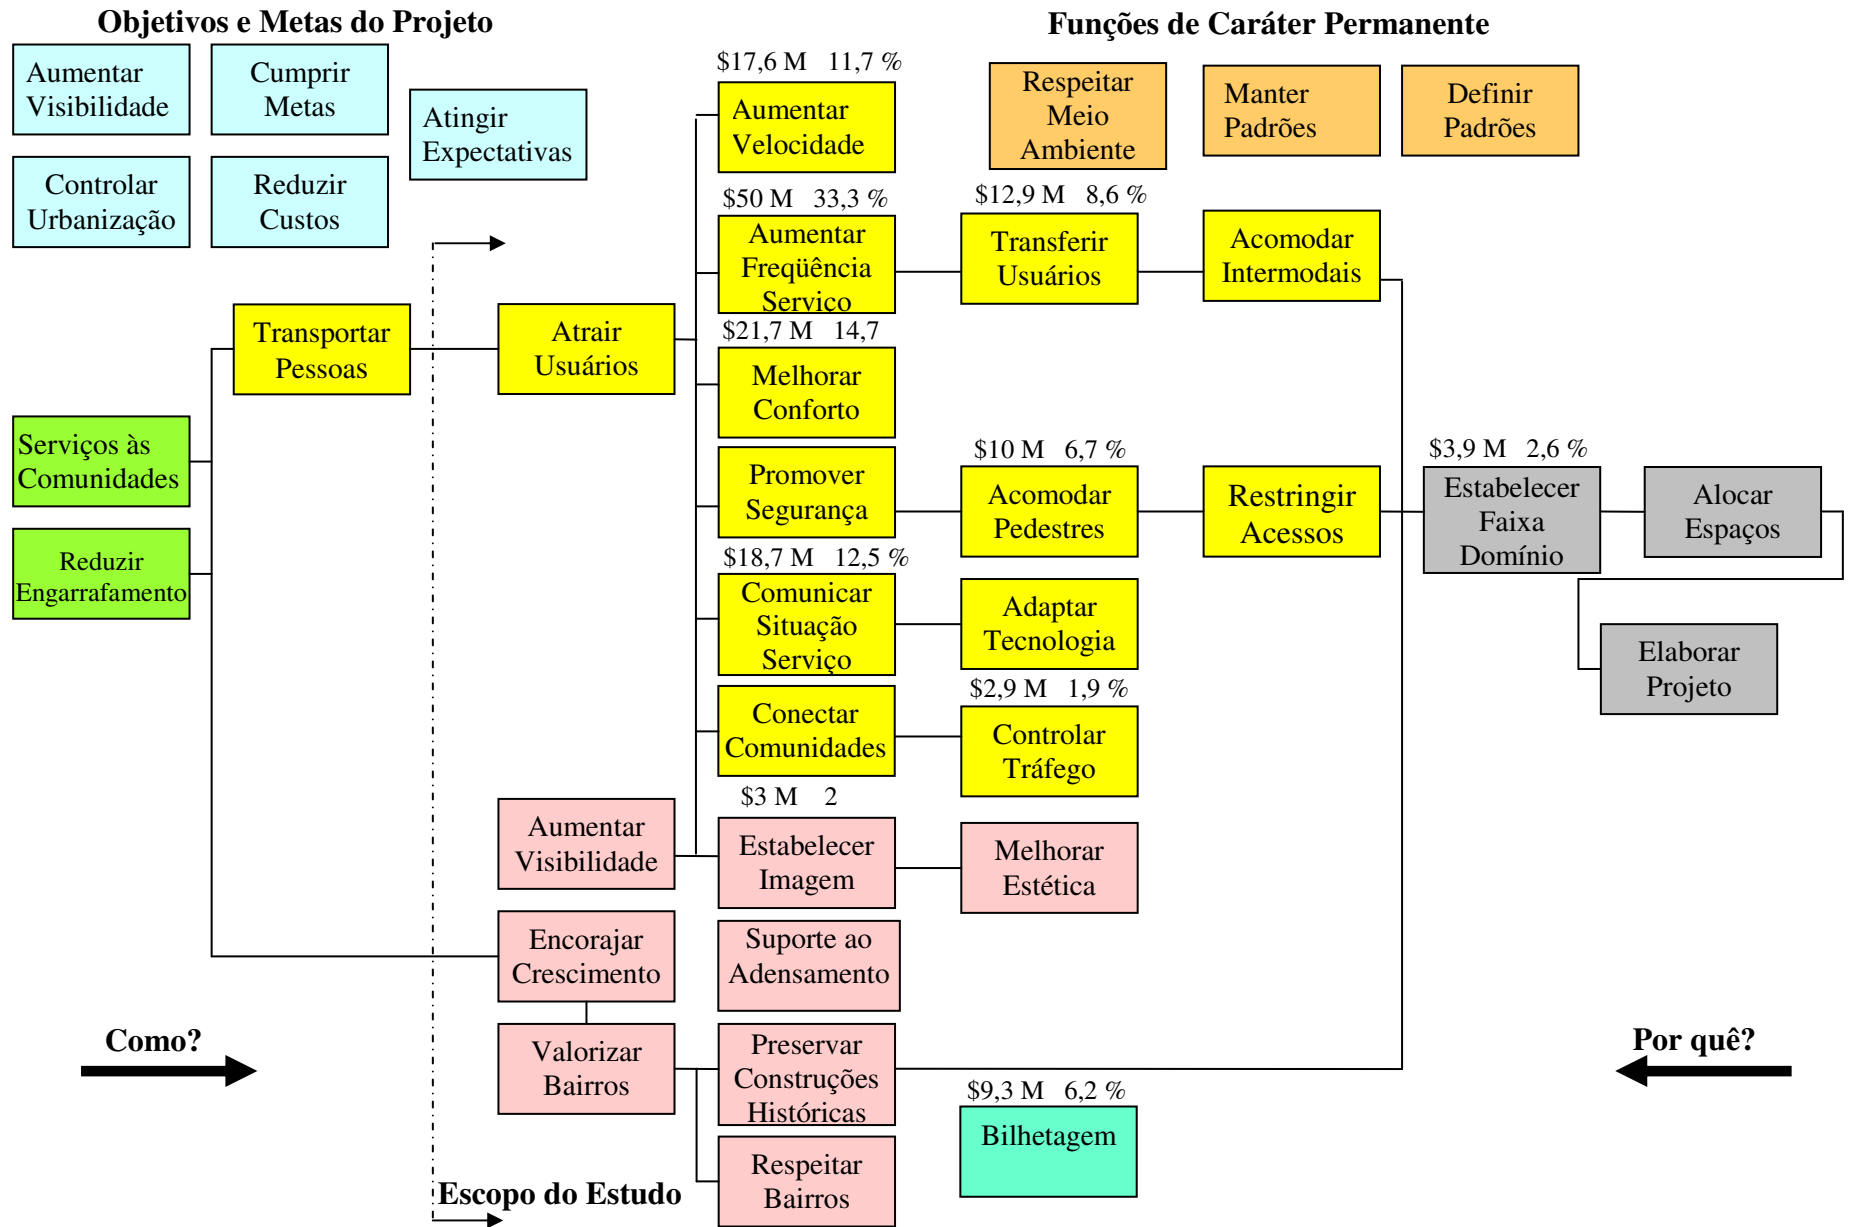 Objetivos e Metas do Projeto
Funções de Caráter Permanente
Aumentar
Visibilidade
Cumprir
Metas
Atingir
Expectativas
Controlar
Urbanização
Reduzir
Custos
$17,6 M 11,7 %
Aumentar
Velocidade
Respeitar
Meio
Ambiente
Manter
Padrões
Definir
Padrões
$50 M 33,3 %
Aumentar
Freqüência
Serviço
$12,9 M 8,6 %
Transferir
Usuários
Acomodar
Intermodais
Transportar
Pessoas
Atrair
Usuários
$21,7 M 14,7
Melhorar
Conforto
Serviços às
Comunidades
Promover
Segurança
$10 M 6,7 %
Acomodar
Pedestres
Restringir
Acessos
$3,9 M 2,6 %
Estabelecer
Faixa
Domínio
Alocar
Espaços
Reduzir
Engarrafamento
$18,7 M 12,5 %
Comunicar
Situação
Serviço
Adaptar
Tecnologia
Elaborar
Projeto
Conectar
Comunidades
$2,9 M 1,9 %
Controlar
Tráfego
$3 M 2
Aumentar
Visibilidade
Estabelecer
Imagem
Melhorar
Estética
Encorajar
Crescimento
Suporte ao
Adensamento
Como?
Valorizar
Bairros
Preservar
Construções
Históricas
Por quê?
$9,3 M 6,2 %
Bilhetagem
Respeitar
Bairros
Escopo do Estudo